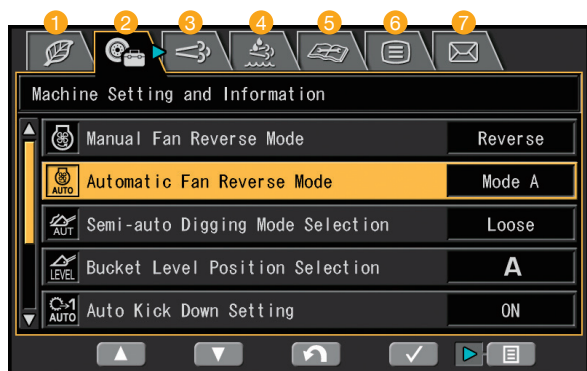 1 2 3 4 5 6 7
Machine Setting and Information
Manual Fan Reverse Mode Reverse
AUTO Automatic Fan Reverse Mode Mode A
AUT Semi-auto Digging Mode Selection Loose
LEVEL Bucket Level Position Selection A
1 AUTO Auto Kick Down Setting ON